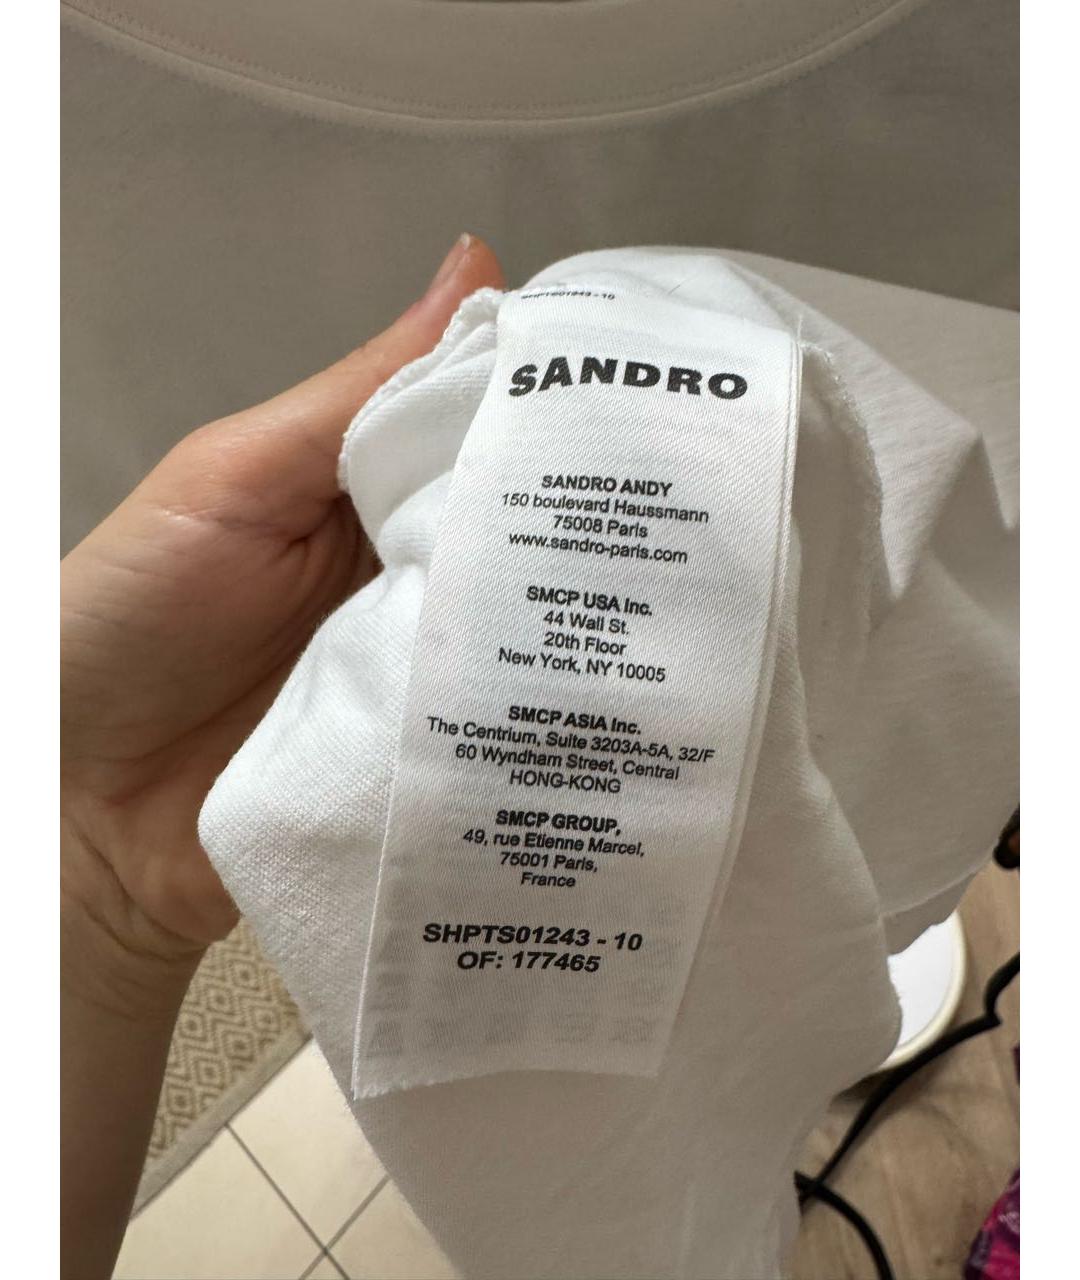 SHPTS01243 - 10
SANDRO
SANDRO ANDY
150 boulevard Haussmann
75008 Paris
www.sandro-paris.com
SMCP USA Inc.
44 Wall St.
20th Floor
New York, NY 10005
SMCP ASIA Inc.
The Centrium, Suite 3203A-5A, 32/F
60 Wyndham Street, Central
HONG-KONG
SMCP GROUP,
49, rue Etienne Marcel,
75001 Paris,
France
SHPTS01243 - 10
OF: 177465